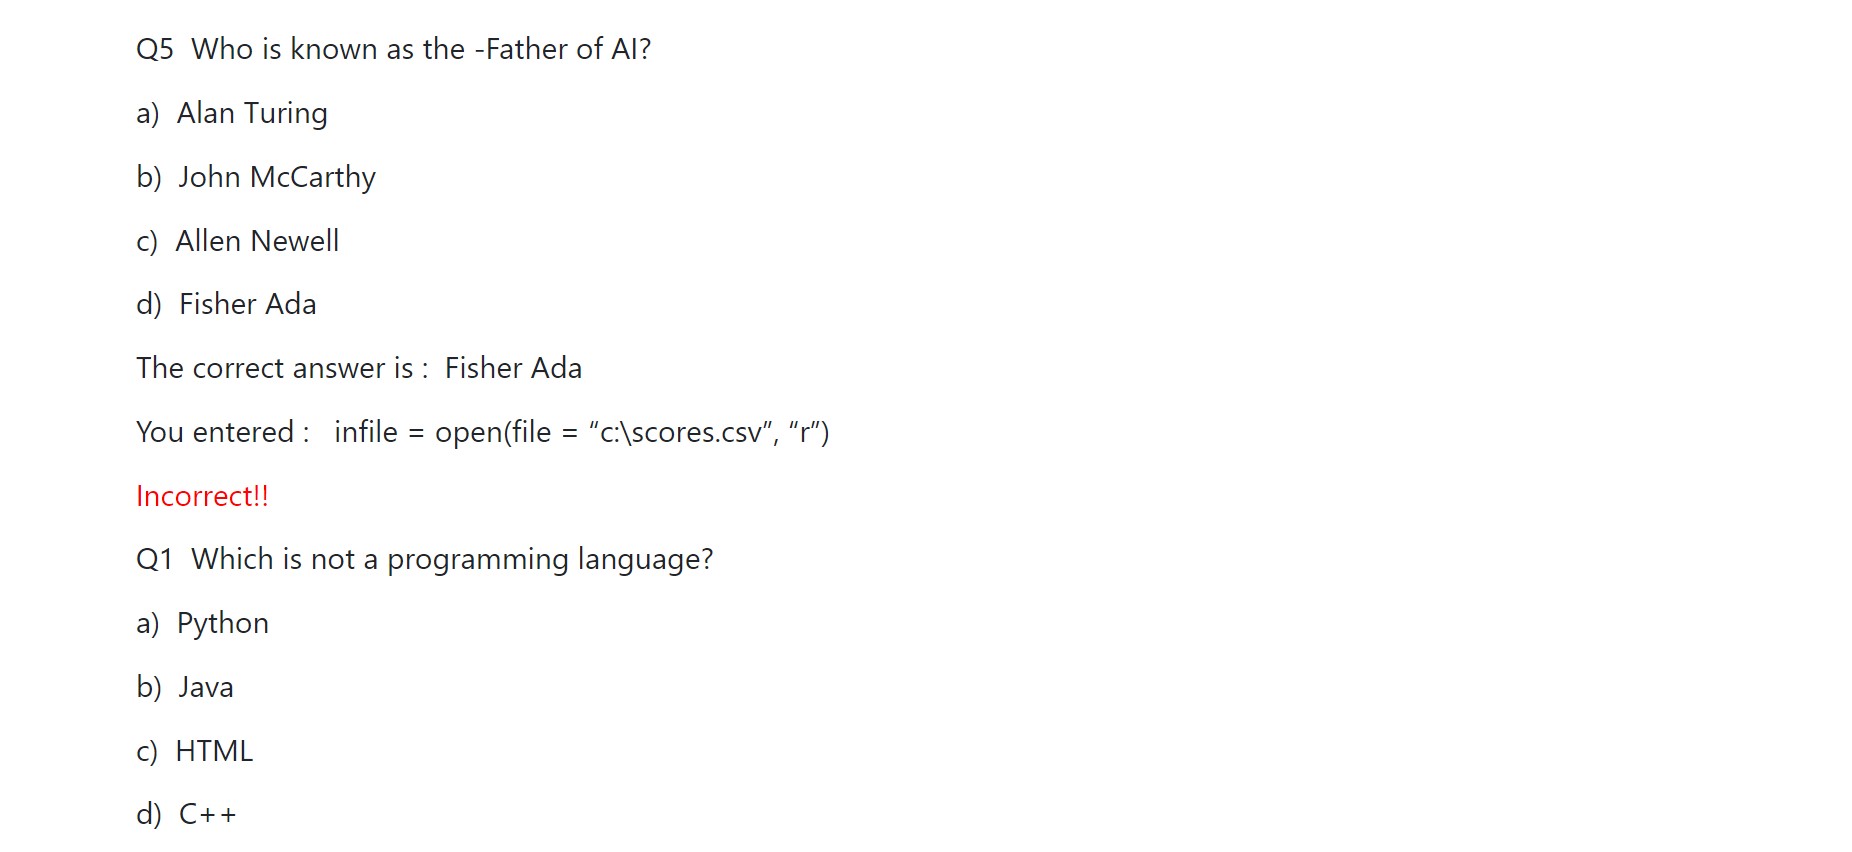 Q5  Who is known as the -Father of AI?
a)  Alan Turing
b)  John McCarthy
c)  Allen Newell
d)  Fisher Ada
The correct answer is :  Fisher Ada
You entered :   infile = open(file = “c:\scores.csv”, “r”)
Incorrect!!
Q1  Which is not a programming language?
a)  Python
b)  Java
c)  HTML
d)  C++